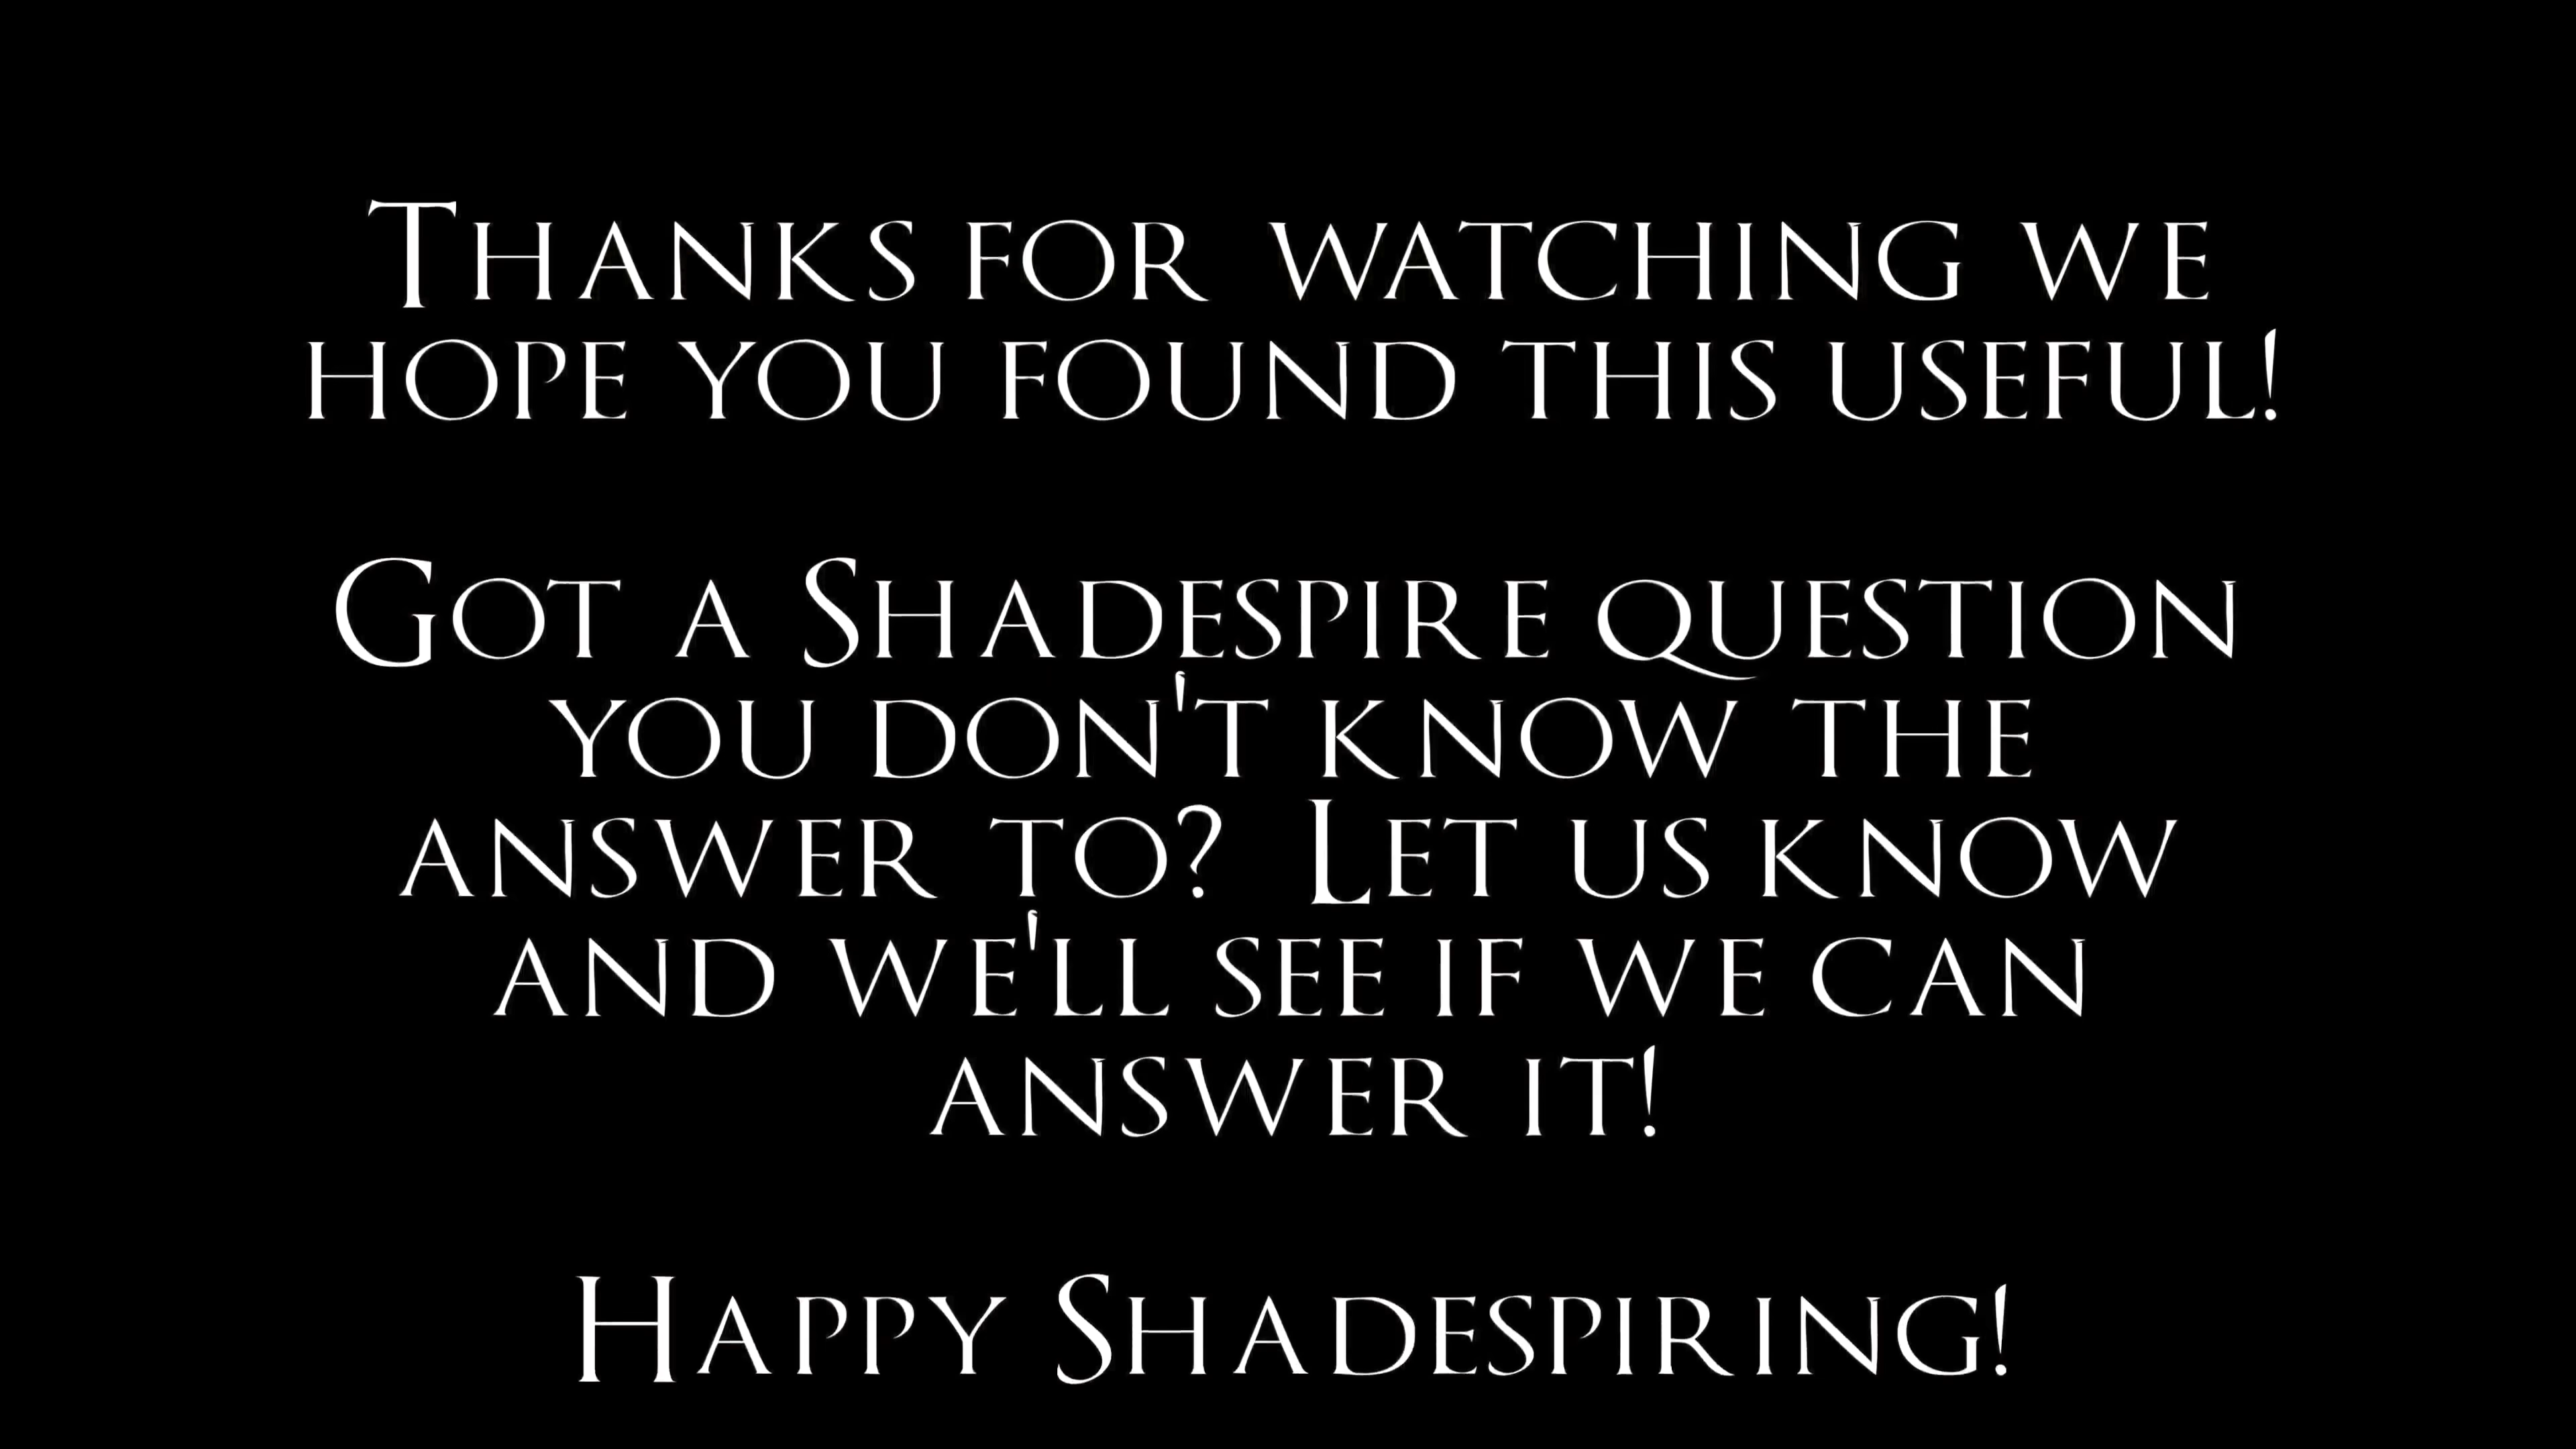 Thanks for watching we
hope you found this useful!
Got a Shadespire question
you don't know the
answer to? Let us know
and we'll see if we can
answer it!
Happy Shadespiring!